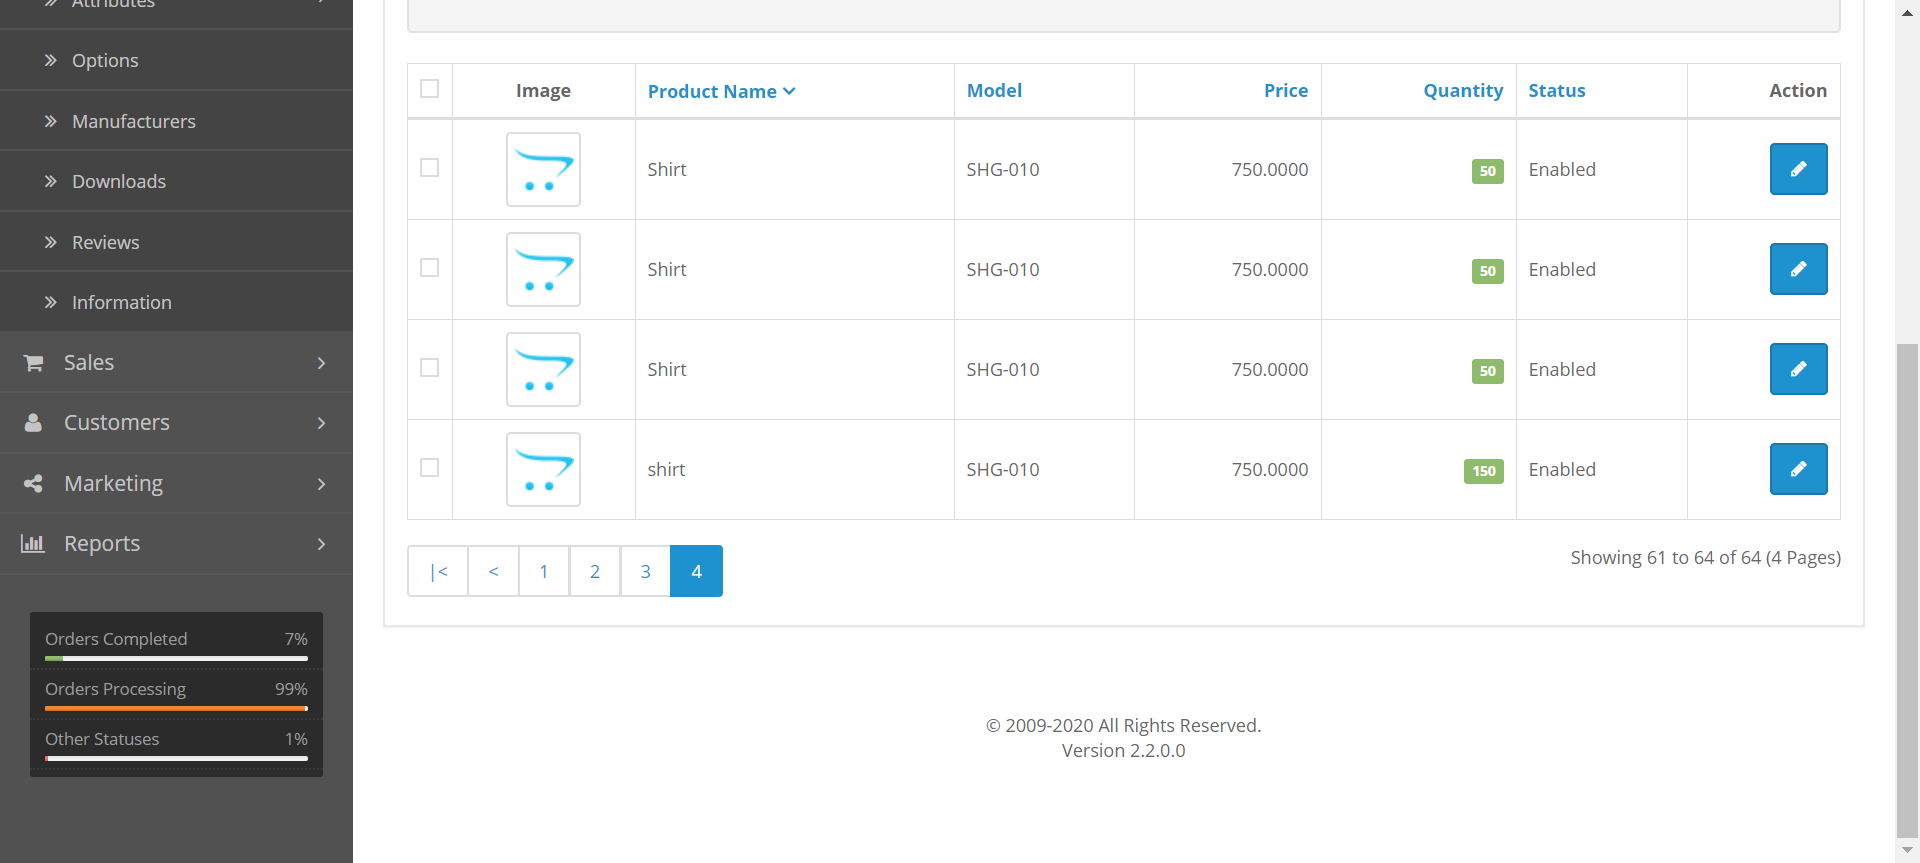 Attributes
Options
Manufacturers
Downloads
Reviews
Information
Sales
Customers
Marketing
Reports
Orders Completed 7%
Orders Processing 99%
Other Statuses 1%
Image Product Name Model Price Quantity Status Action
Shirt SHG-010 750.0000 50 Enabled
Shirt SHG-010 750.0000 50 Enabled
Shirt SHG-010 750.0000 50 Enabled
shirt SHG-010 750.0000 150 Enabled
|< < 1 2 3 4
Showing 61 to 64 of 64 (4 Pages)
© 2009-2020 All Rights Reserved.
Version 2.2.0.0